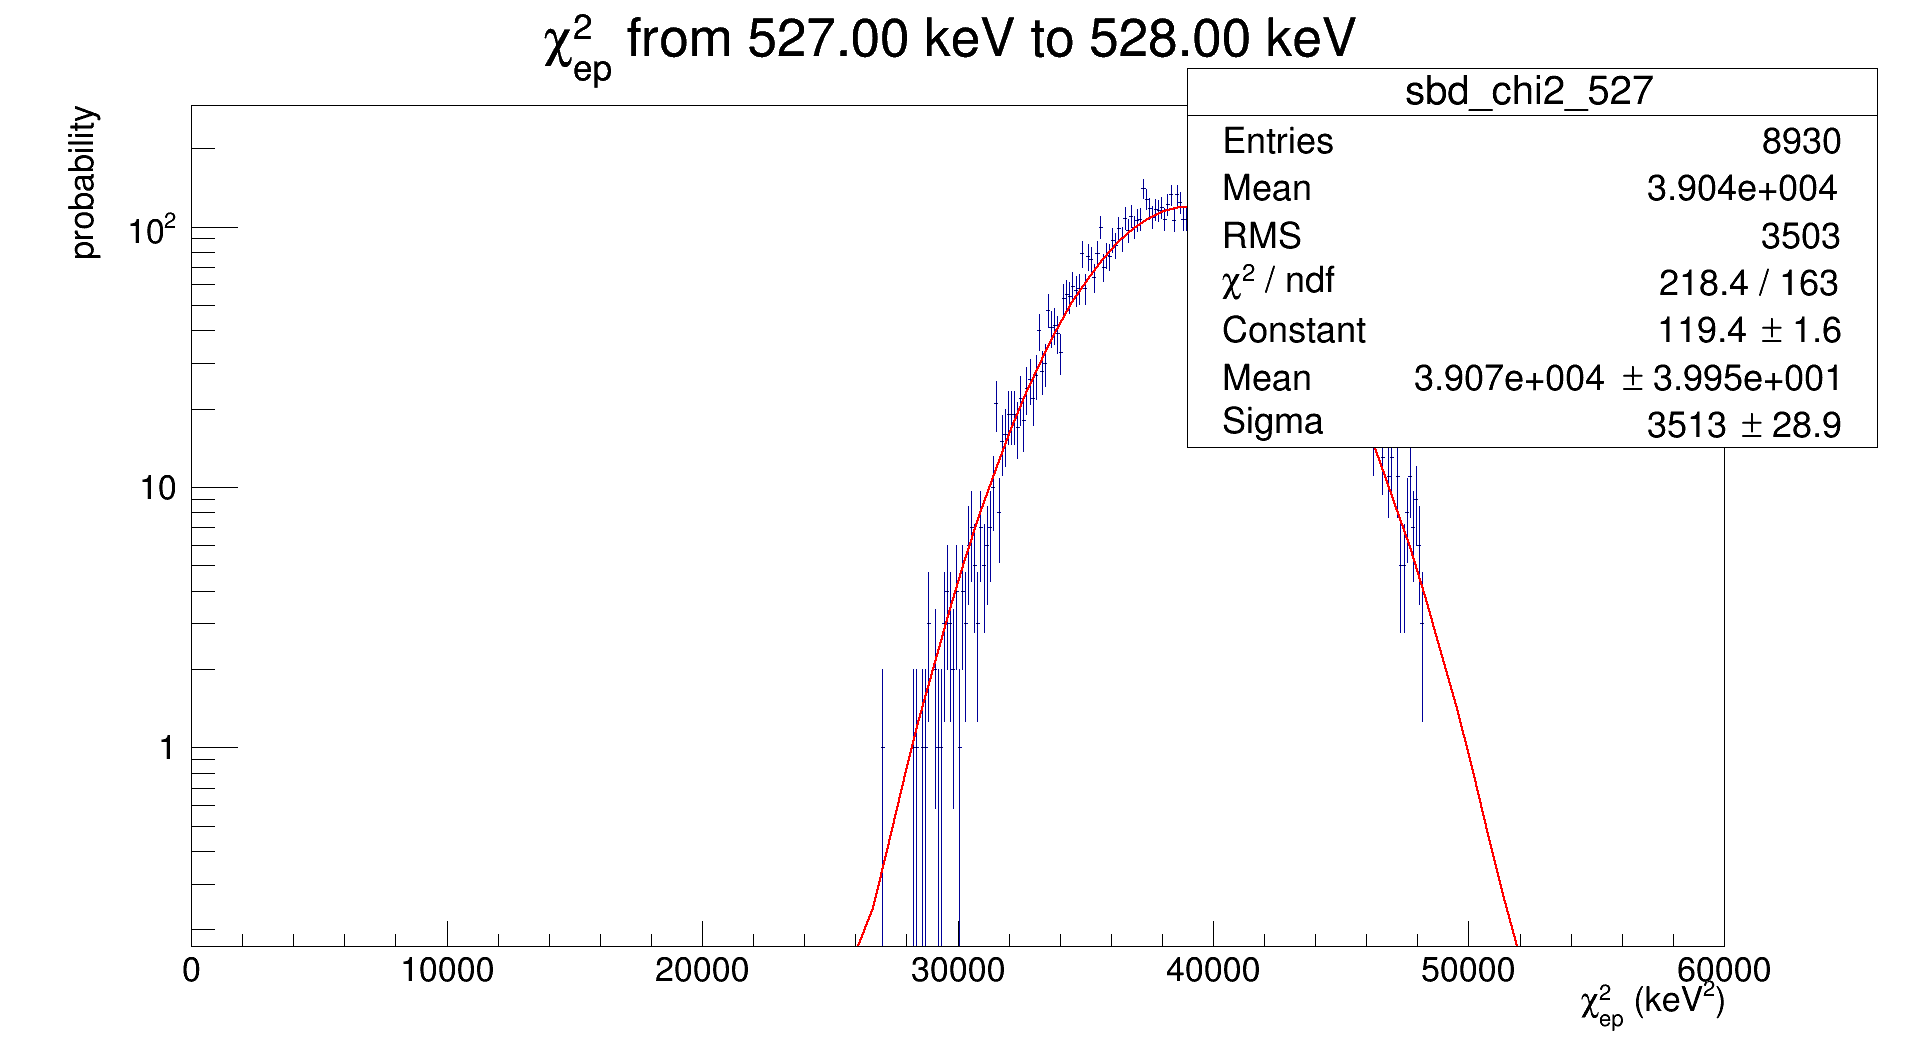 χ²ep from 527.00 keV to 528.00 keV
sbd_chi2_527
Entries 8930
Mean 3.904e+004
RMS 3503
χ² / ndf 218.4 / 163
Constant 119.4 ± 1.6
Mean 3.907e+004 ± 3.995e+001
Sigma 3513 ± 28.9
probability
10²
10
1
0 10000 20000 30000 40000 50000 60000
χ²ep (keV²)